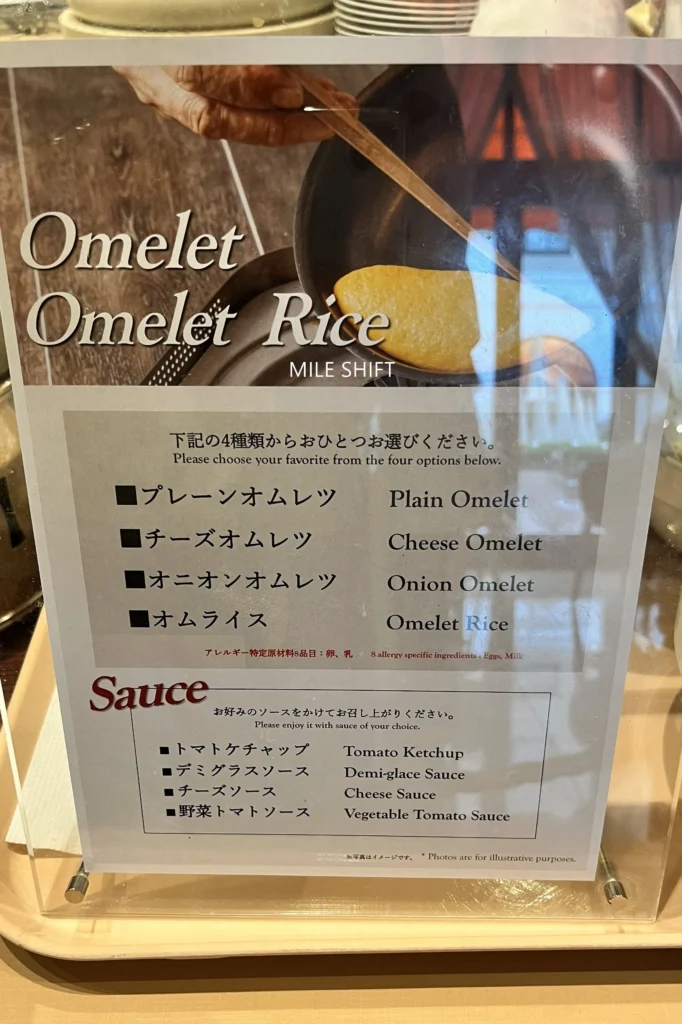 Omelet
Omelet Rice
MILE SHIFT
下記の4種類からおひとつお選びください。
Please choose your favorite from the four options below.
■プレーンオムレツ Plain Omelet
■チーズオムレツ Cheese Omelet
■オニオンオムレツ Onion Omelet
■オムライス Omelet Rice
アレルギー特定原材料8品目：卵、乳 8 allergy specific ingredients : Eggs, Milk
Sauce
お好みのソースをかけてお召し上がりください。
Please enjoy it with sauce of your choice.
■トマトケチャップ Tomato Ketchup
■デミグラスソース Demi-glace Sauce
■チーズソース Cheese Sauce
■野菜トマトソース Vegetable Tomato Sauce
※写真はイメージです。 * Photos are for illustrative purposes.